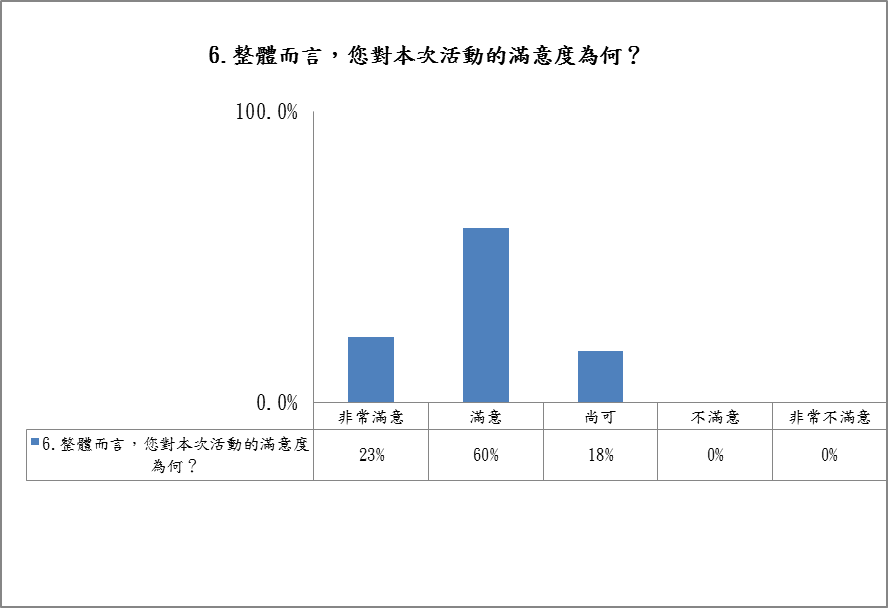 6.整體而言，您對本次活動的滿意度為何？
100.0%
0.0%
非常滿意 滿意 尚可 不滿意 非常不滿意
6.整體而言，您對本次活動的滿意度
為何？
23% 60% 18% 0% 0%